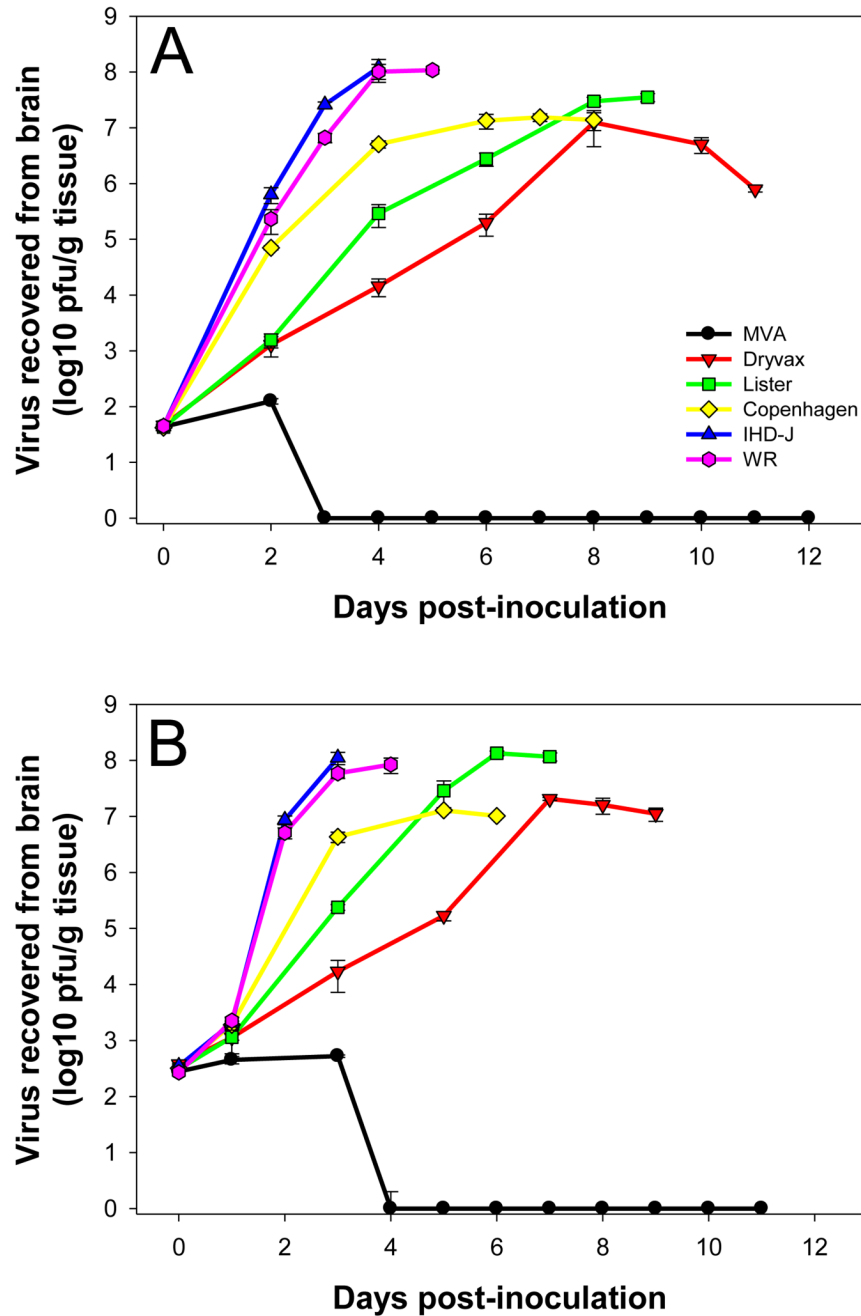 A
9
8
7
6
5
4
3
2
1
0
Virus recovered from brain
(log10 pfu/g tissue)
MVA
Dryvax
Lister
Copenhagen
IHD-J
WR
0 2 4 6 8 10 12
Days post-inoculation
B
9
8
7
6
5
4
3
2
1
0
Virus recovered from brain
(log10 pfu/g tissue)
0 2 4 6 8 10 12
Days post-inoculation